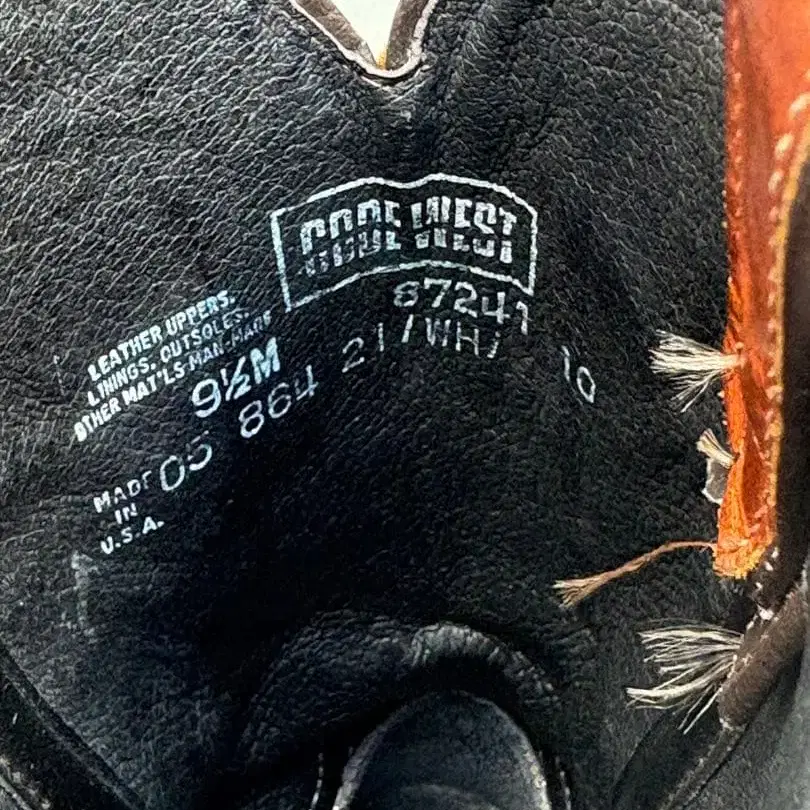 CODE WEST
87241
LEATHER UPPERS.
LININGS. OUTSOLES.
OTHER MAT'LS MAN-MADE
9½M
05 864 21/WH/
10
MADE
IN
U.S.A.